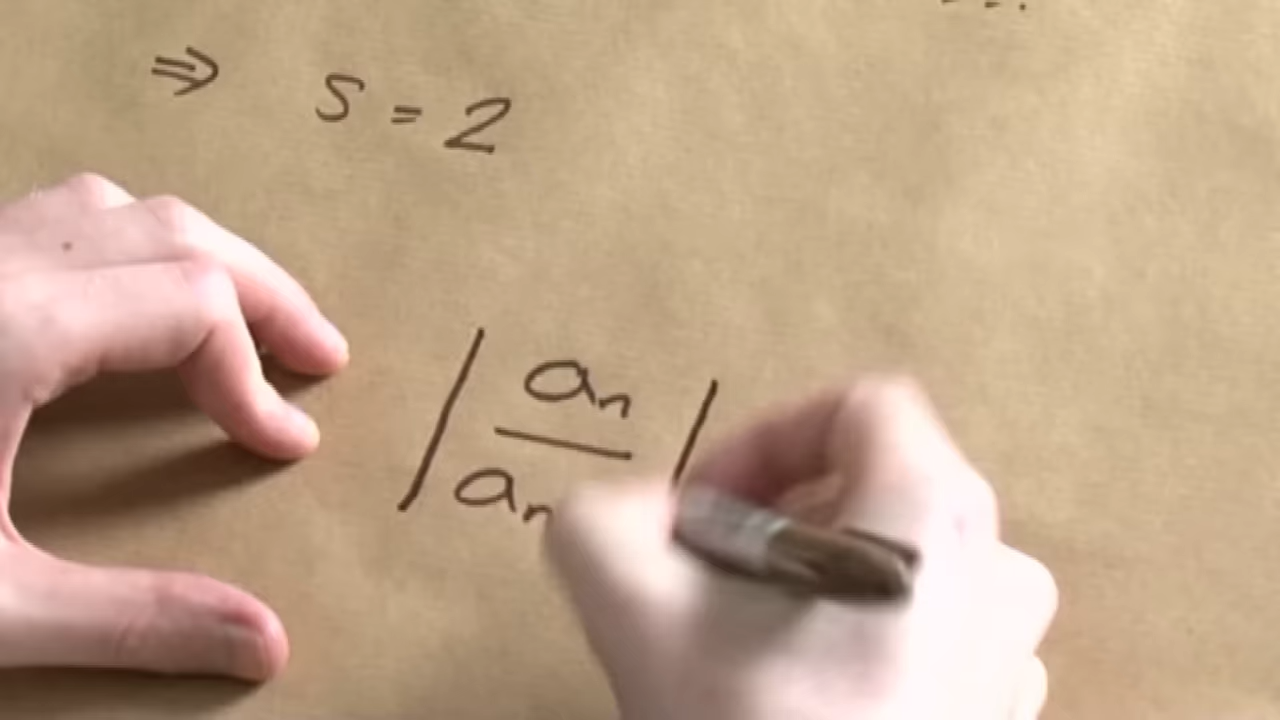 ⇒ S = 2
| aₙ / aₙ |